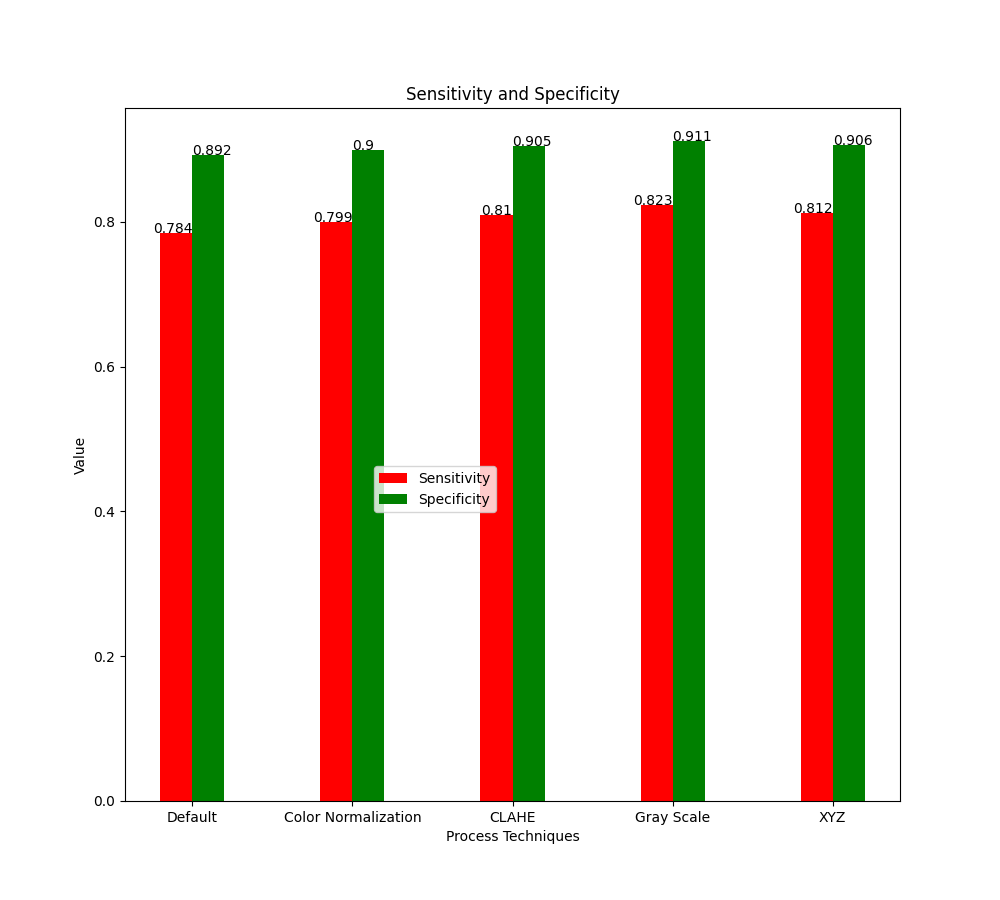 Sensitivity and Specificity
0.892
0.9
0.905
0.911
0.906
0.784
0.799
0.81
0.823
0.812
0.8
0.6
0.4
0.2
0.0
Value
Sensitivity
Specificity
Default
Color Normalization
CLAHE
Gray Scale
XYZ
Process Techniques